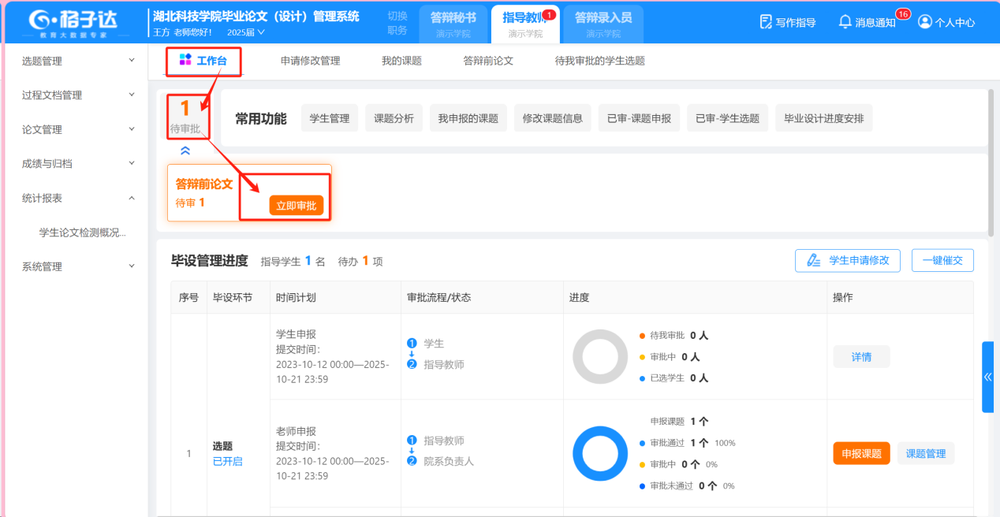 格子达
教育大数据专家
湖北科技学院毕业论文（设计）管理系统
王方 老师您好! 2025届
切换
职务
答辩秘书
演示学院
指导教师 1
演示学院
答辩录入员
演示学院
写作指导
消息通知 16
个人中心
选题管理
过程文档管理
论文管理
成绩与归档
统计报表
学生论文检测概况...
系统管理
工作台
申请修改管理
我的课题
答辩前论文
待我审批的学生选题
1
待审批
常用功能
学生管理
课题分析
我申报的课题
修改课题信息
已审-课题申报
已审-学生选题
毕业设计进度安排
答辩前论文
待审 1
立即审批
毕设管理进度 指导学生 1 名 待办 1 项
学生申请修改
一键催交
序号 毕设环节 时间计划 审批流程/状态 进度 操作
1
选题
已开启
学生申报
提交时间:
2023-10-12 00:00—2025-
10-21 23:59
1 学生
2 指导教师
待我审批 0 人
审批中 0 人
已选学生 0 人
详情
老师申报
提交时间:
2023-10-12 00:00—2025-
10-21 23:59
1 指导教师
2 院系负责人
申报课题 1 个
审批通过 1 个 100%
审批中 0 个 0%
审批未通过 0 个 0%
申报课题
课题管理